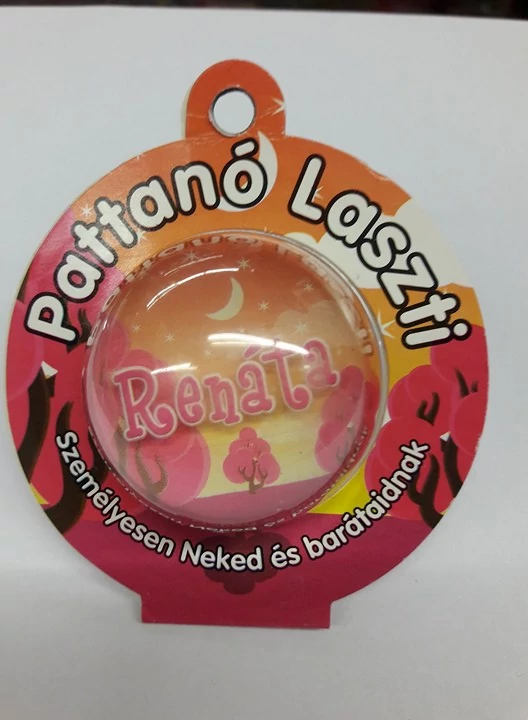 Pattanó Laszti
Renáta
Személyesen Neked és barátaidnak